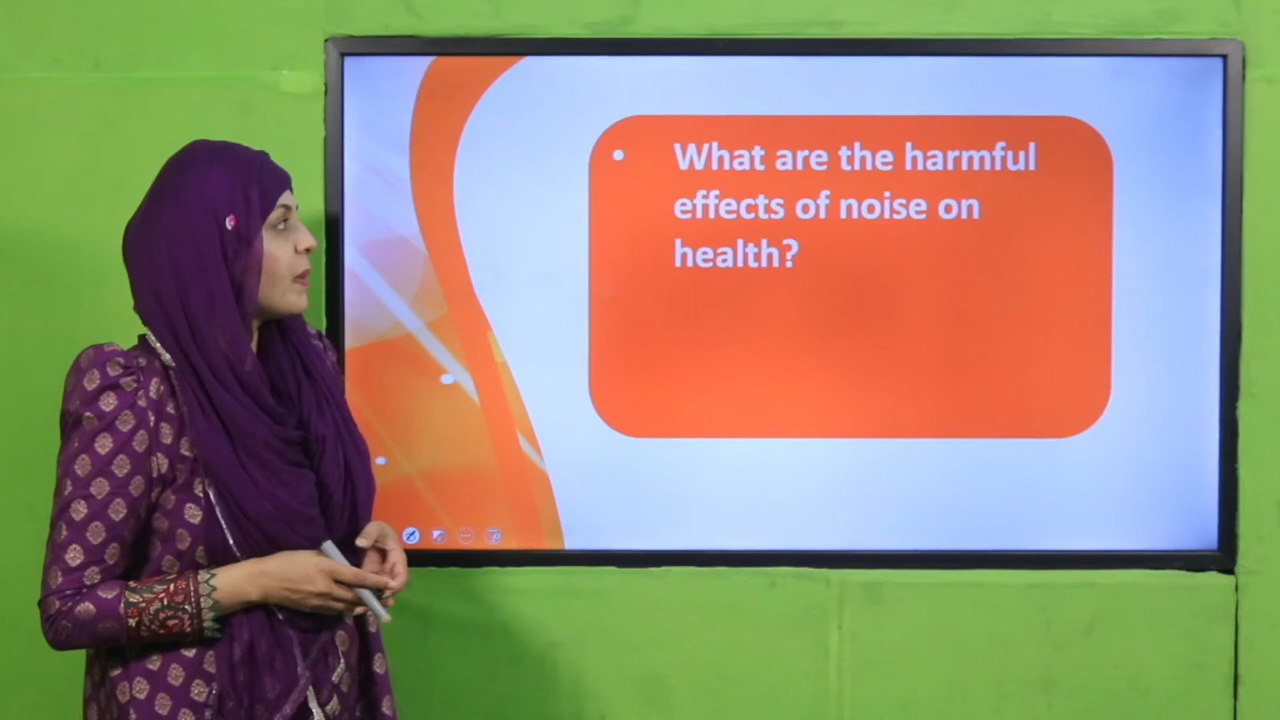 • What are the harmful
effects of noise on
health?